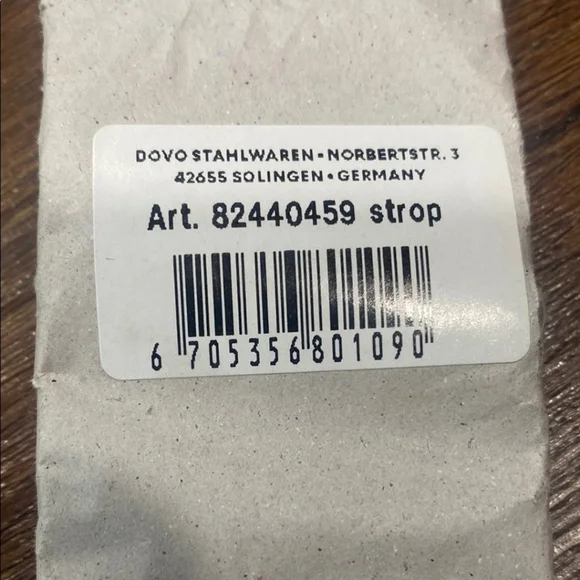 DOVO STAHLWAREN • NORBERTSTR. 3
42655 SOLINGEN • GERMANY
Art. 82440459 strop
6 705356 801090